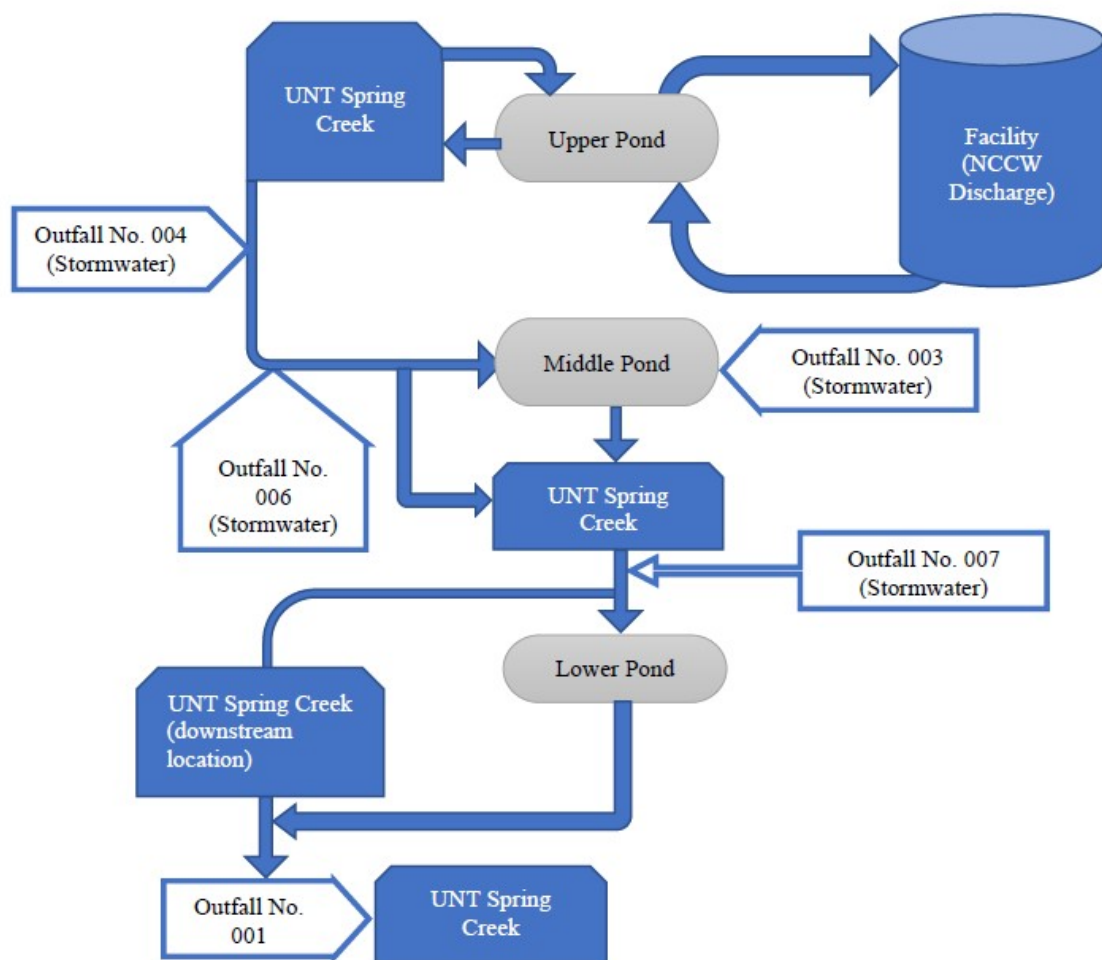 UNT Spring
Creek
Upper Pond
Facility
(NCCW
Discharge)
Outfall No. 004
(Stormwater)
Middle Pond
Outfall No. 003
(Stormwater)
Outfall No.
006
(Stormwater)
UNT Spring
Creek
Outfall No. 007
(Stormwater)
Lower Pond
UNT Spring Creek
(downstream
location)
Outfall No.
001
UNT Spring
Creek